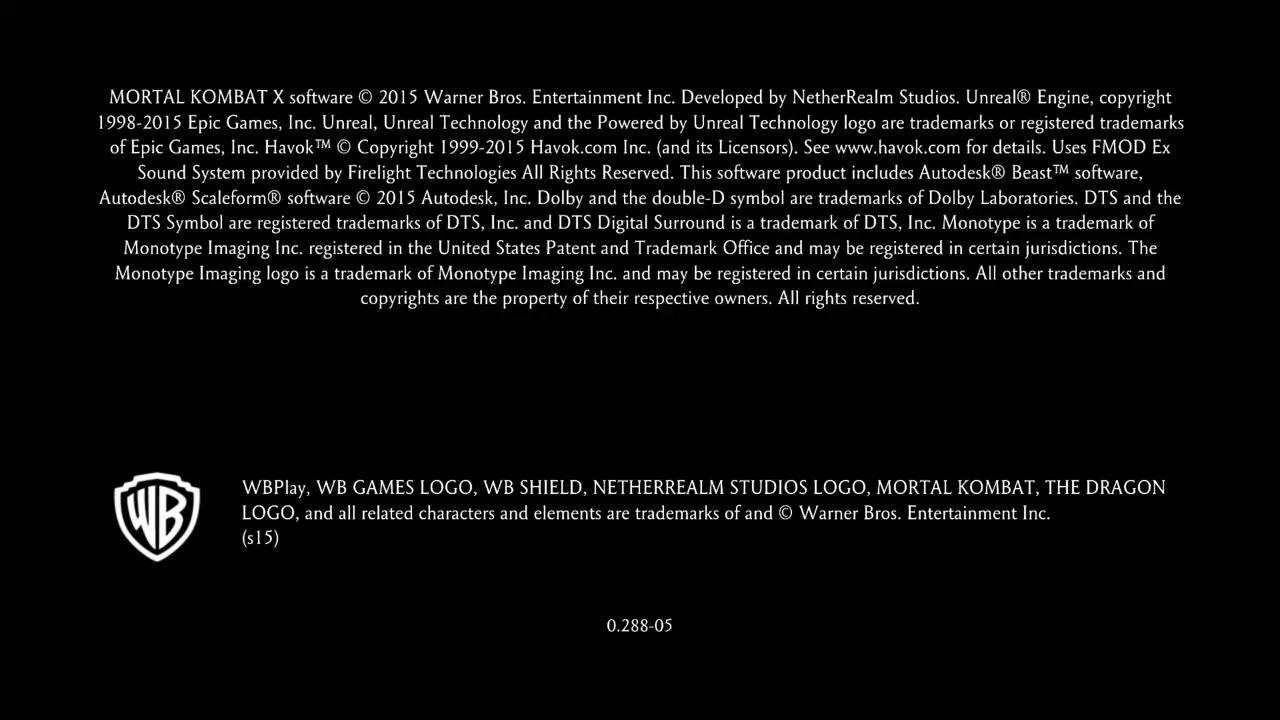 MORTAL KOMBAT X software © 2015 Warner Bros. Entertainment Inc. Developed by NetherRealm Studios. Unreal® Engine, copyright
1998-2015 Epic Games, Inc. Unreal, Unreal Technology and the Powered by Unreal Technology logo are trademarks or registered trademarks
of Epic Games, Inc. Havok™ © Copyright 1999-2015 Havok.com Inc. (and its Licensors). See www.havok.com for details. Uses FMOD Ex
Sound System provided by Firelight Technologies All Rights Reserved. This software product includes Autodesk® Beast™ software,
Autodesk® Scaleform® software © 2015 Autodesk, Inc. Dolby and the double-D symbol are trademarks of Dolby Laboratories. DTS and the
DTS Symbol are registered trademarks of DTS, Inc. and DTS Digital Surround is a trademark of DTS, Inc. Monotype is a trademark of
Monotype Imaging Inc. registered in the United States Patent and Trademark Office and may be registered in certain jurisdictions. The
Monotype Imaging logo is a trademark of Monotype Imaging Inc. and may be registered in certain jurisdictions. All other trademarks and
copyrights are the property of their respective owners. All rights reserved.
WB
WBPlay, WB GAMES LOGO, WB SHIELD, NETHERREALM STUDIOS LOGO, MORTAL KOMBAT, THE DRAGON
LOGO, and all related characters and elements are trademarks of and © Warner Bros. Entertainment Inc.
(s15)
0.288-05